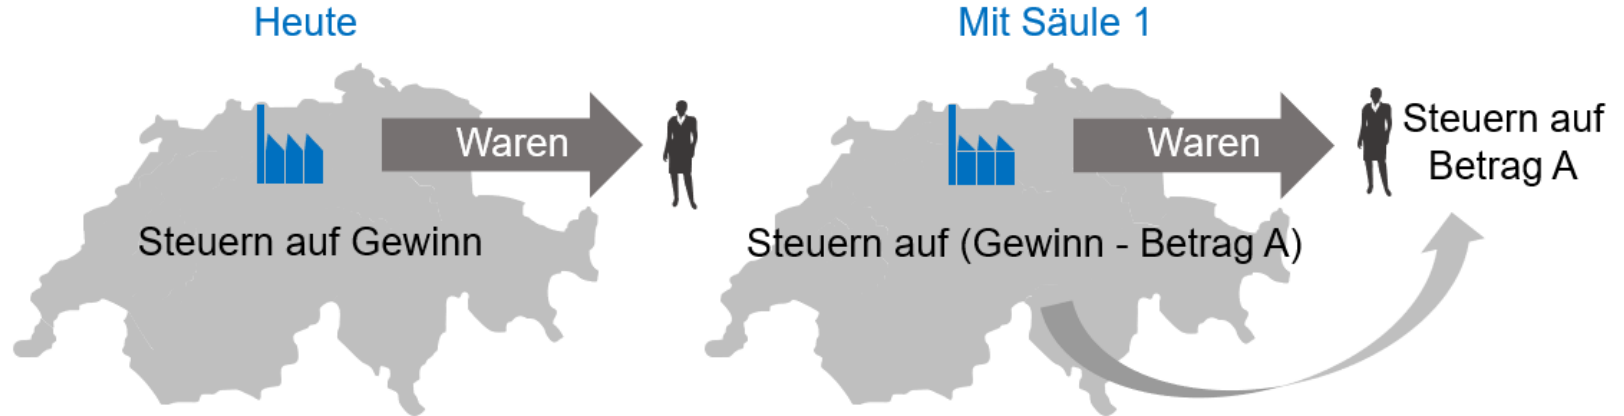 Heute
Waren
Steuern auf Gewinn
Mit Säule 1
Waren
Steuern auf
Betrag A
Steuern auf (Gewinn - Betrag A)